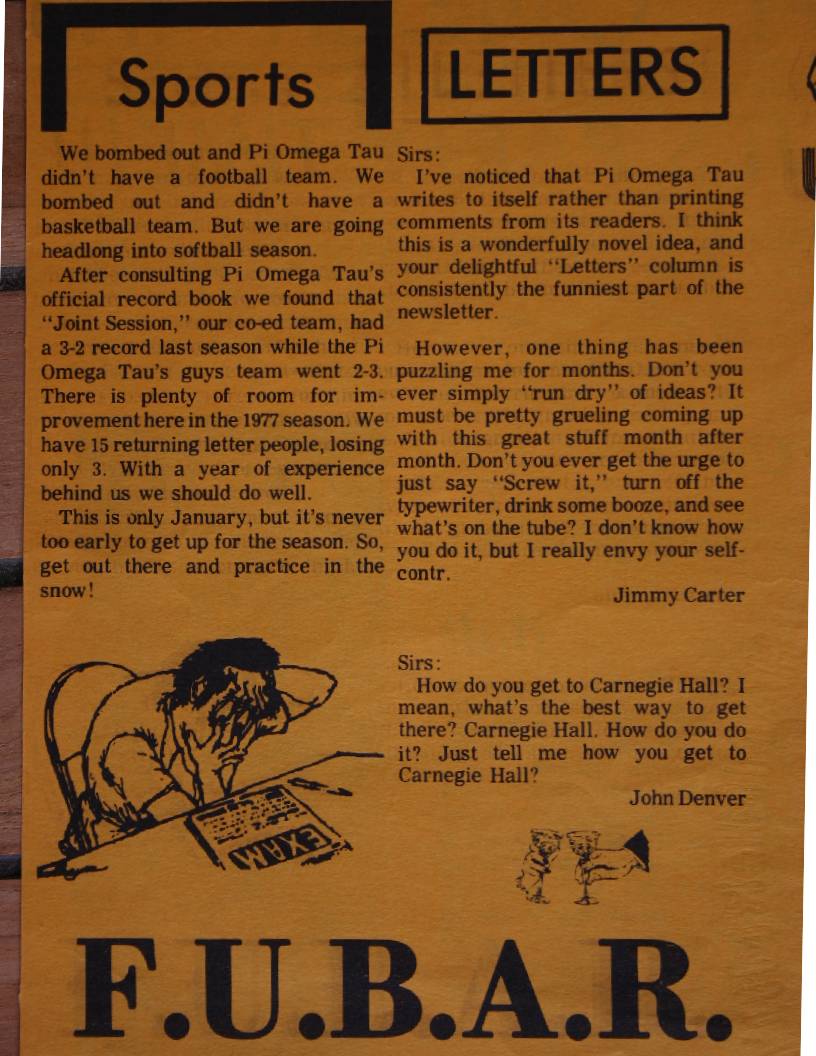 Sports
We bombed out and Pi Omega Tau
didn't have a football team. We
bombed out and didn't have a
basketball team. But we are going
headlong into softball season.
After consulting Pi Omega Tau's
official record book we found that
"Joint Session," our co-ed team, had
a 3-2 record last season while the Pi
Omega Tau's guys team went 2-3.
There is plenty of room for im-
provement here in the 1977 season. We
have 15 returning letter people, losing
only 3. With a year of experience
behind us we should do well.
This is only January, but it's never
too early to get up for the season. So,
get out there and practice in the
snow!
EXAM
LETTERS
Sirs:
I've noticed that Pi Omega Tau
writes to itself rather than printing
comments from its readers. I think
this is a wonderfully novel idea, and
your delightful "Letters" column is
consistently the funniest part of the
newsletter.
However, one thing has been
puzzling me for months. Don't you
ever simply "run dry" of ideas? It
must be pretty grueling coming up
with this great stuff month after
month. Don't you ever get the urge to
just say "Screw it," turn off the
typewriter, drink some booze, and see
what's on the tube? I don't know how
you do it, but I really envy your self-
contr.
Jimmy Carter
Sirs:
How do you get to Carnegie Hall? I
mean, what's the best way to get
there? Carnegie Hall. How do you do
it? Just tell me how you get to
Carnegie Hall?
John Denver
F.U.B.A.R.